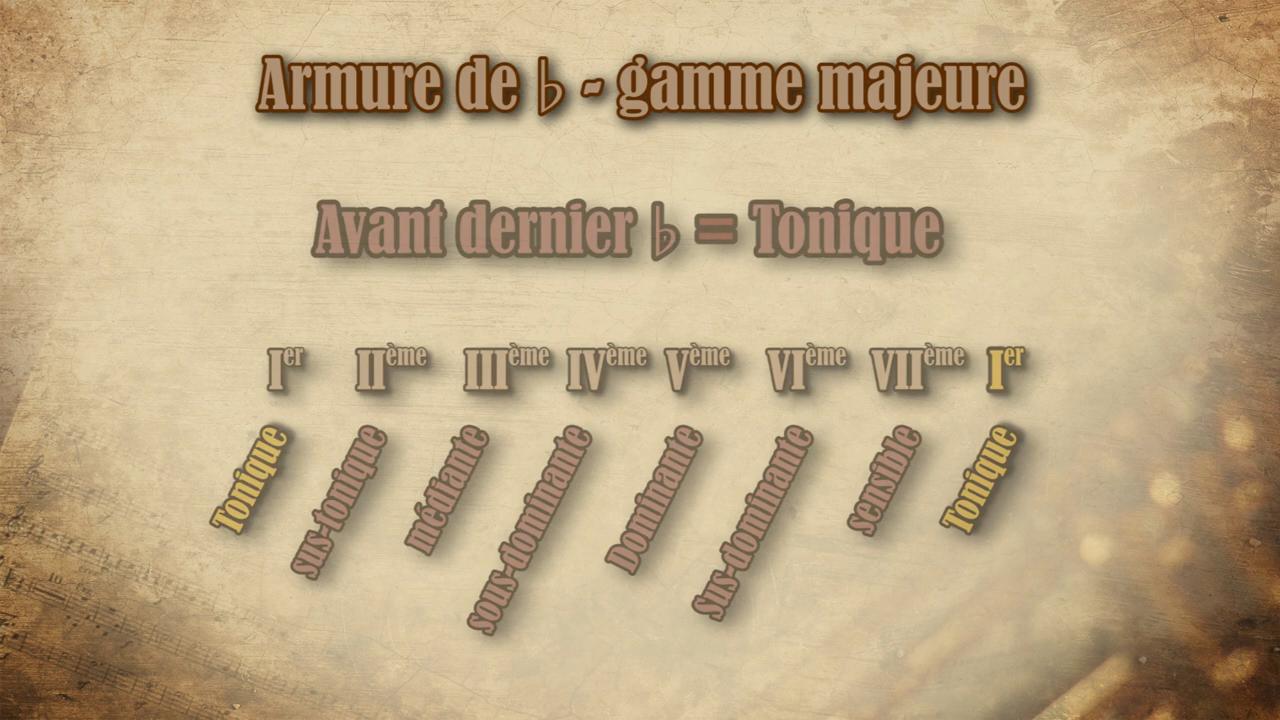 Armure de ♭ - gamme majeure
Avant dernier ♭ = Tonique
Ier IIème IIIème IVème Vème VIème VIIème Ier
Tonique sus-tonique médiante sous-dominante Dominante Sus-dominante sensible Tonique